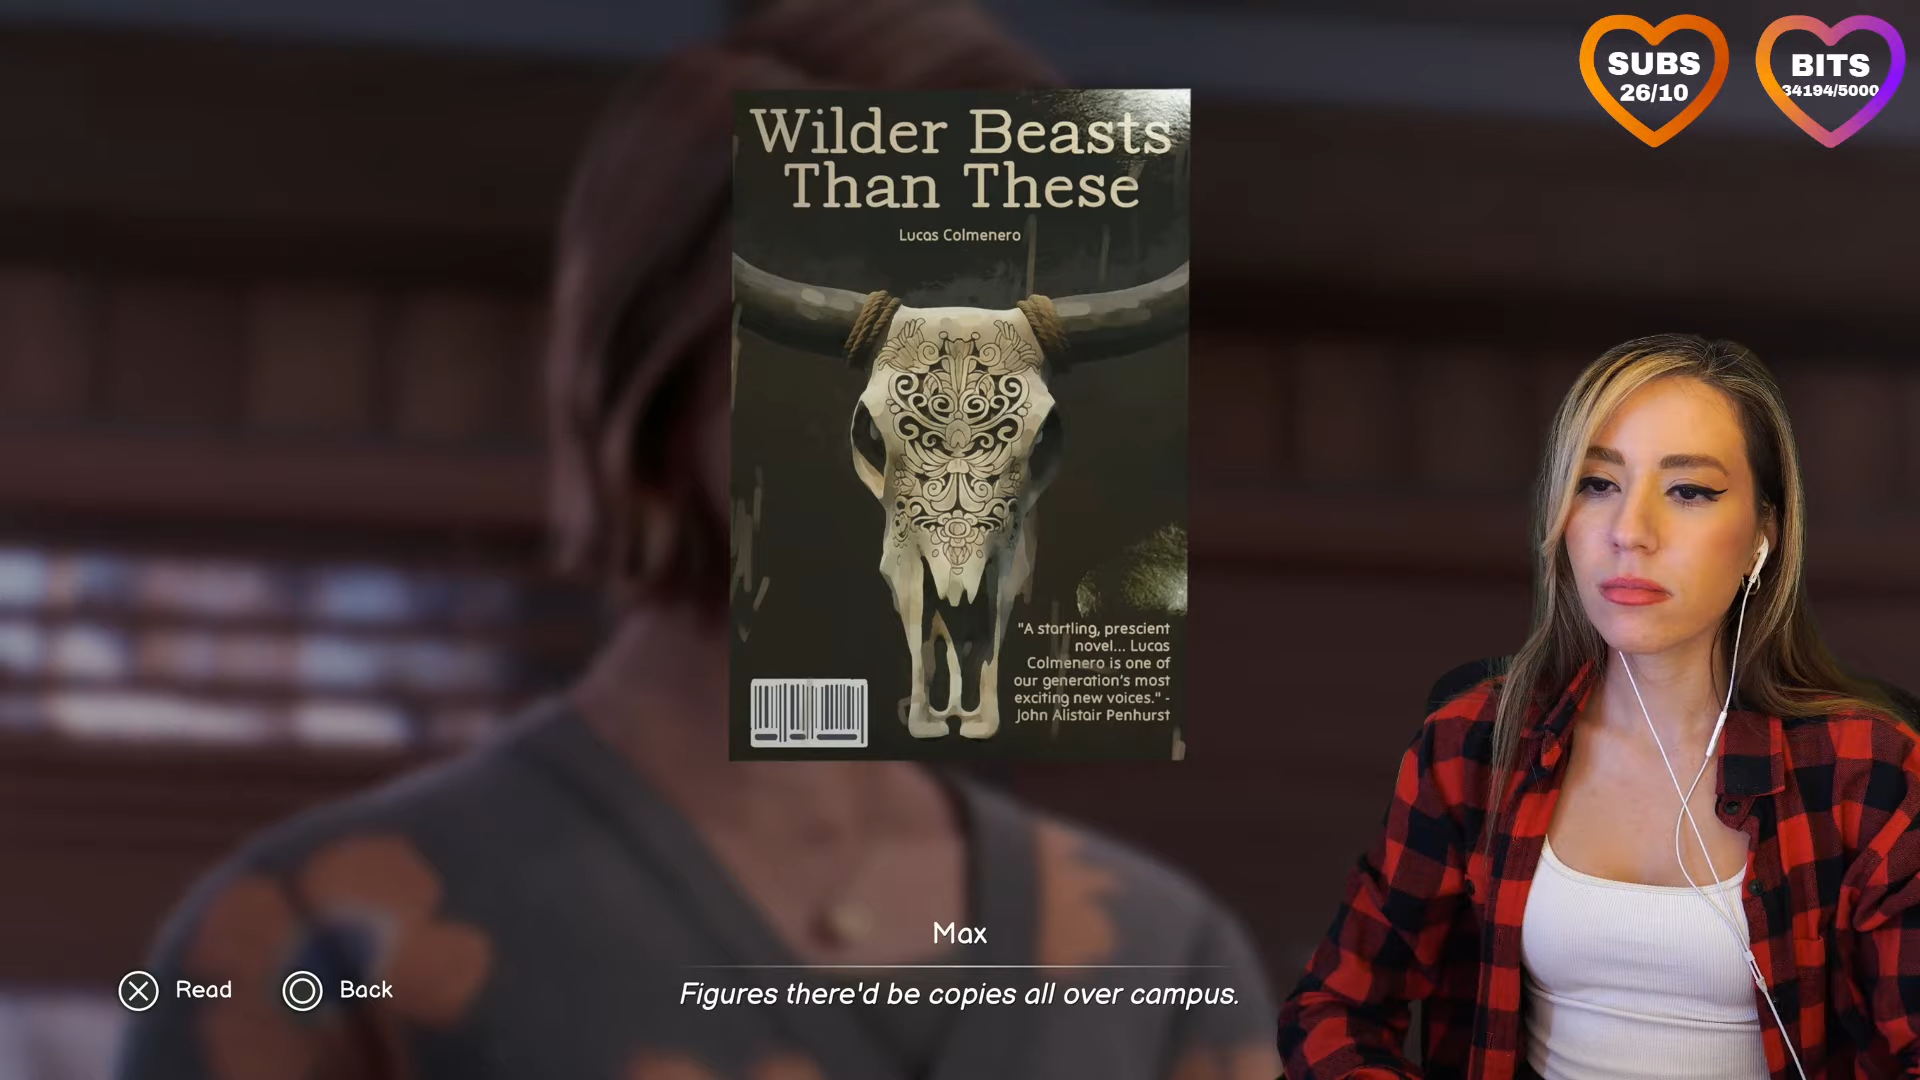 SUBS
26/10
BITS
34194/5000
Wilder Beasts
Than These
Lucas Colmenero
"A startling, prescient
novel... Lucas
Colmenero is one of
our generation's most
exciting new voices." -
John Alistair Penhurst
Max
Figures there'd be copies all over campus.
Read
Back